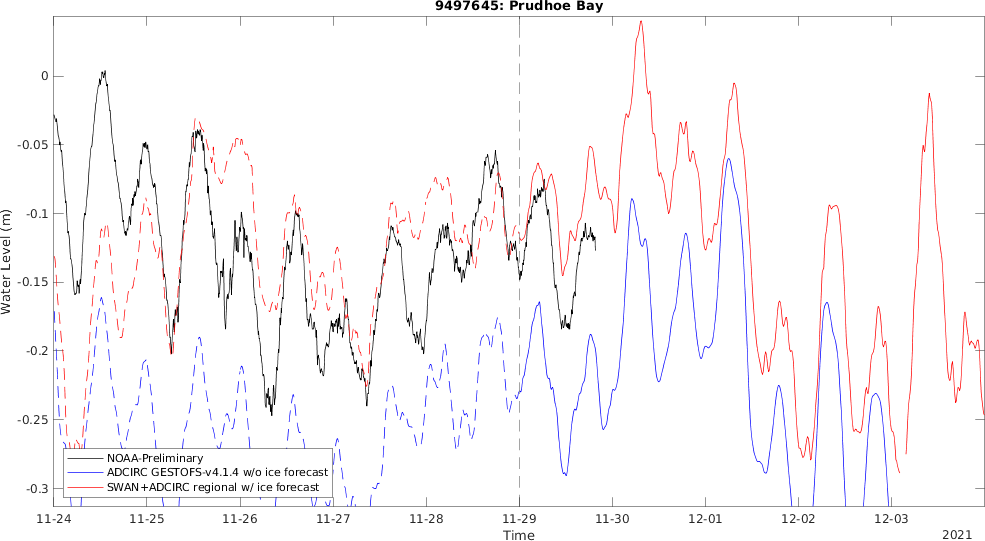 9497645: Prudhoe Bay
Water Level (m)
0
-0.05
-0.1
-0.15
-0.2
-0.25
-0.3
NOAA-Preliminary
ADCIRC GESTOFS-v4.1.4 w/o ice forecast
SWAN+ADCIRC regional w/ ice forecast
11-24 11-25 11-26 11-27 11-28 11-29 11-30 12-01 12-02 12-03
Time
2021